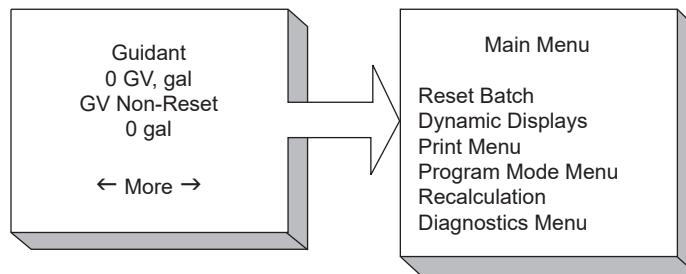 Guidant
0 GV, gal
GV Non-Reset
0 gal
← More →
Main Menu
Reset Batch
Dynamic Displays
Print Menu
Program Mode Menu
Recalculation
Diagnostics Menu